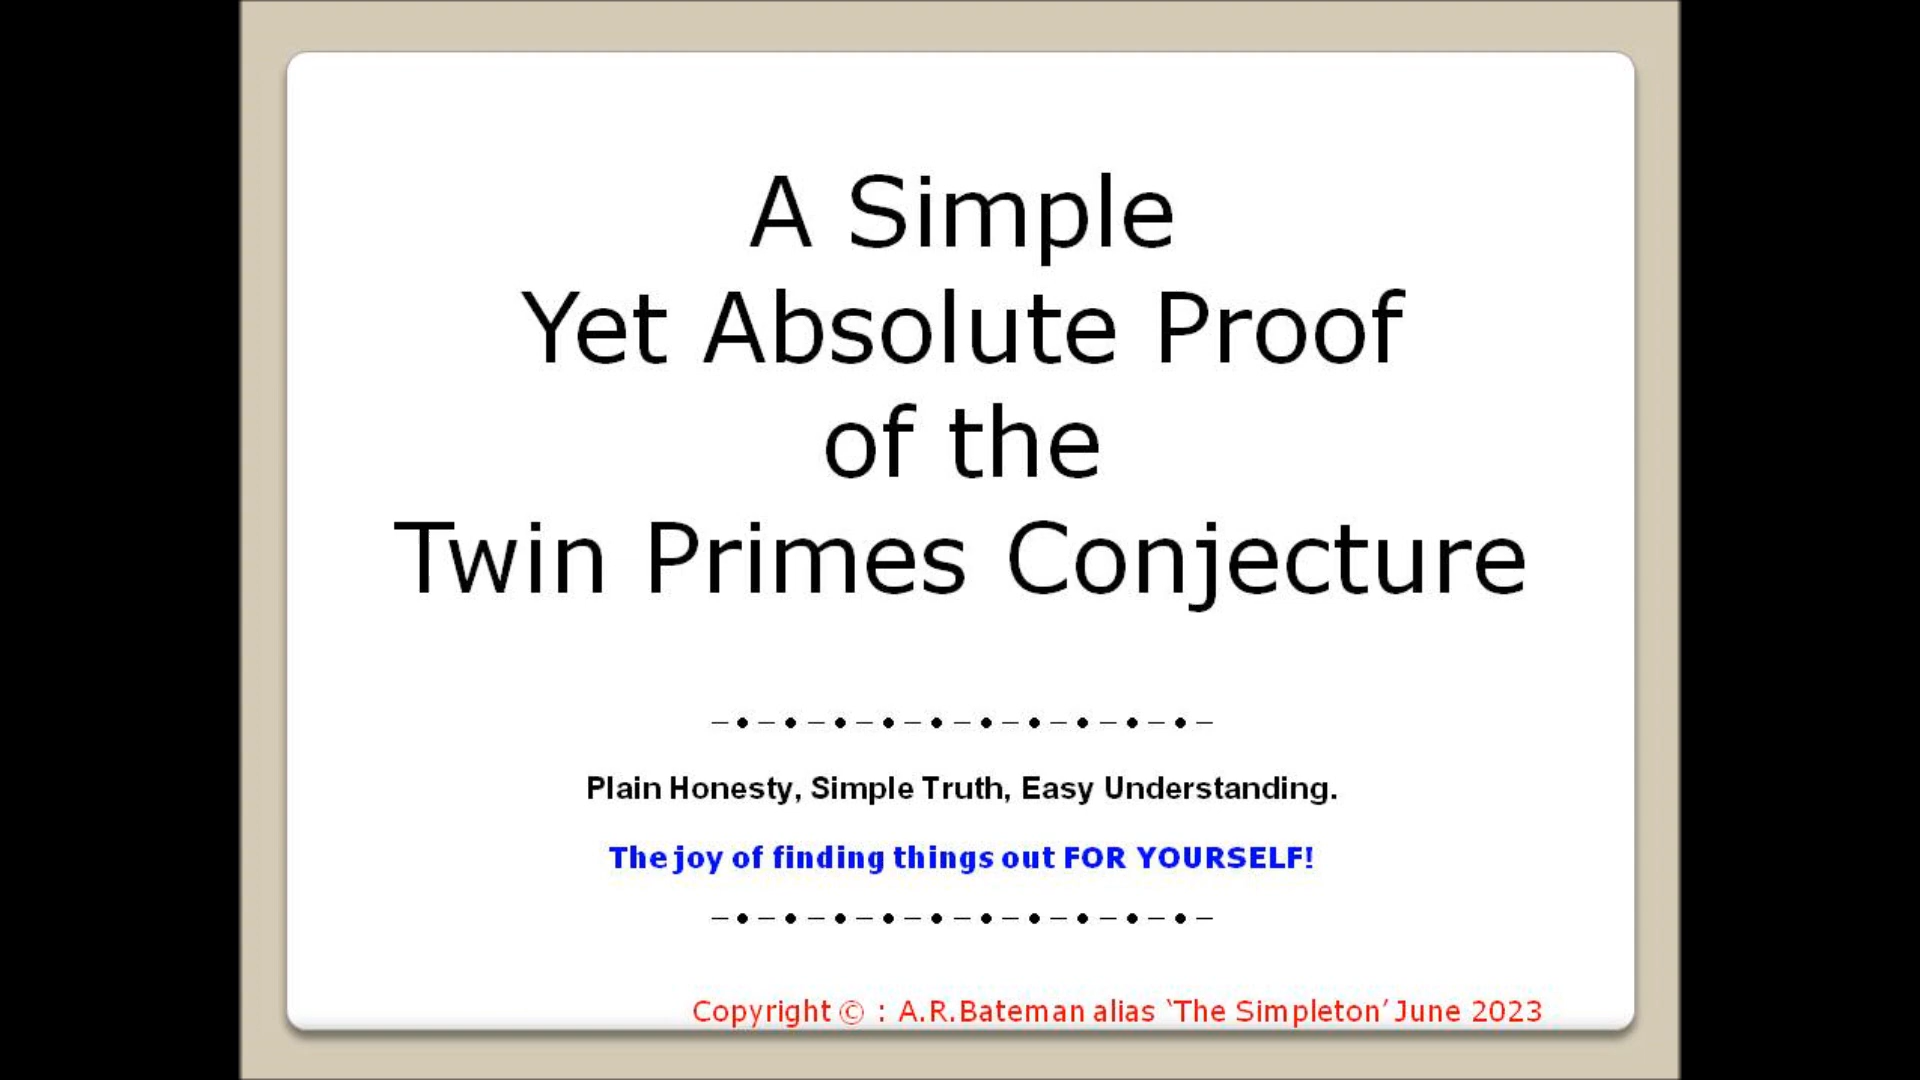 A Simple
Yet Absolute Proof
of the
Twin Primes Conjecture
Plain Honesty, Simple Truth, Easy Understanding.
The joy of finding things out FOR YOURSELF!
Copyright © : A.R.Bateman alias ‘The Simpleton’ June 2023